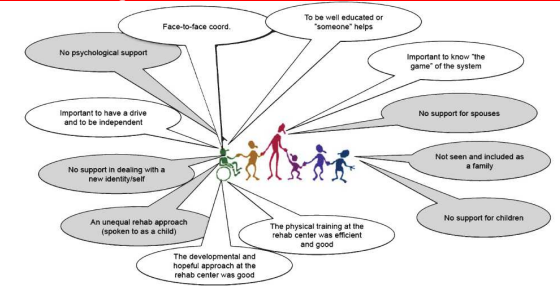 Face-to-face coord.
To be well educated or
"someone" helps
No psychological support
Important to know "the
game" of the system
Important to have a drive
and to be independent
No support for spouses
No support in dealing with a
new identity/self
Not seen and included as
a family
An unequal rehab approach
(spoken to as a child)
No support for children
The physical training at the
rehab center was efficient
and good
The developmental and
hopeful approach at the
rehab center was good